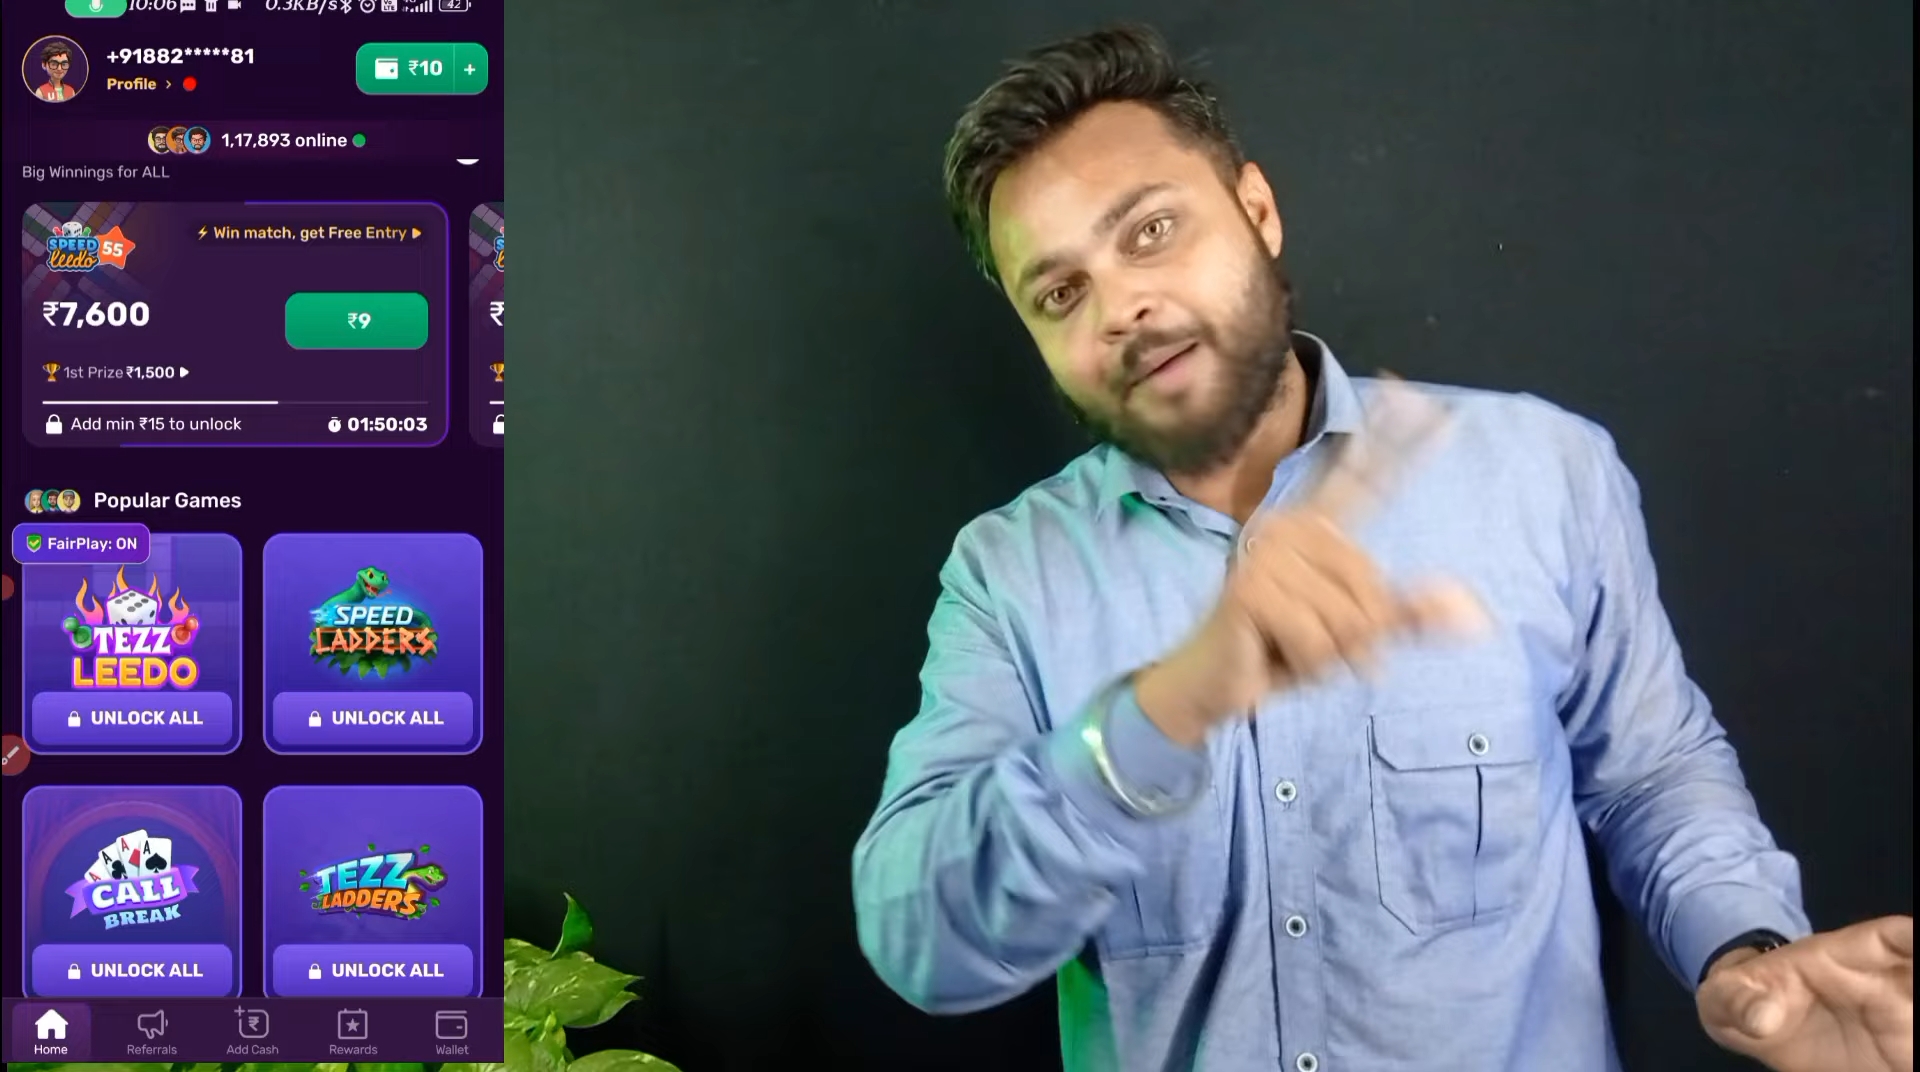 10:06 0.3KB/s 42
+91882*****81
Profile >
₹10 +
1,17,893 online
Big Winnings for ALL
SPEED leedo 55
Win match, get Free Entry
₹7,600
₹9
₹
1st Prize ₹1,500
Add min ₹15 to unlock
01:50:03
Popular Games
FairPlay: ON
TEZZ
LEEDO
SPEED
LADDERS
UNLOCK ALL
UNLOCK ALL
CALL
BREAK
TEZZ
LADDERS
UNLOCK ALL
UNLOCK ALL
Home
Referrals
Add Cash
Rewards
Wallet